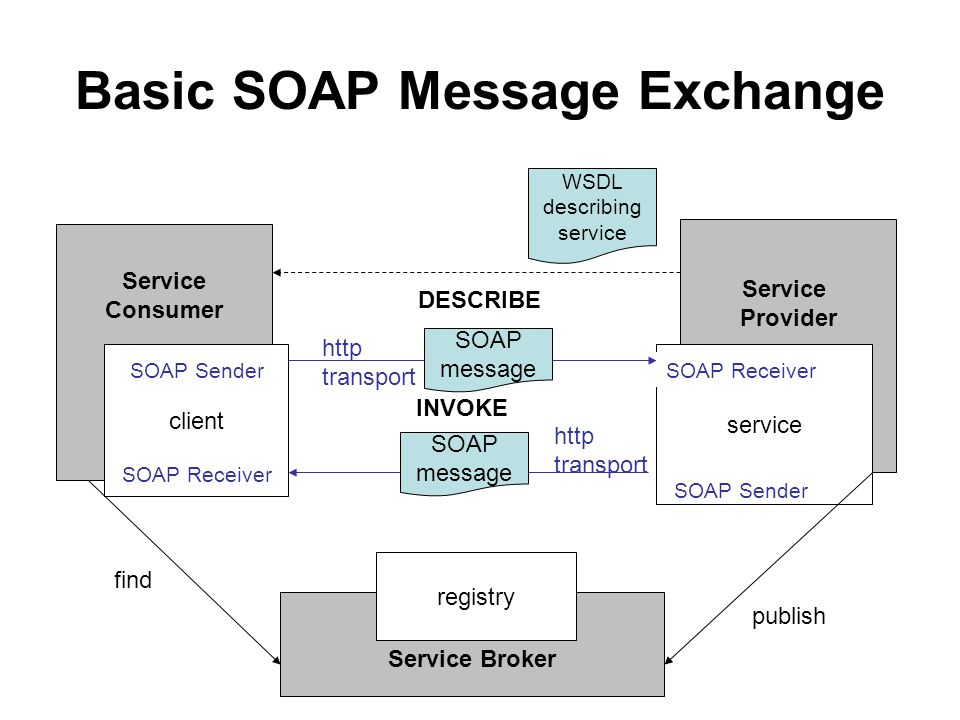 Basic SOAP Message Exchange
WSDL
describing
service
Service
Consumer
Service
Provider
DESCRIBE
http
transport
SOAP
message
SOAP Sender
SOAP Receiver
client
INVOKE
service
SOAP
message
http
transport
SOAP Receiver
SOAP Sender
find
registry
publish
Service Broker